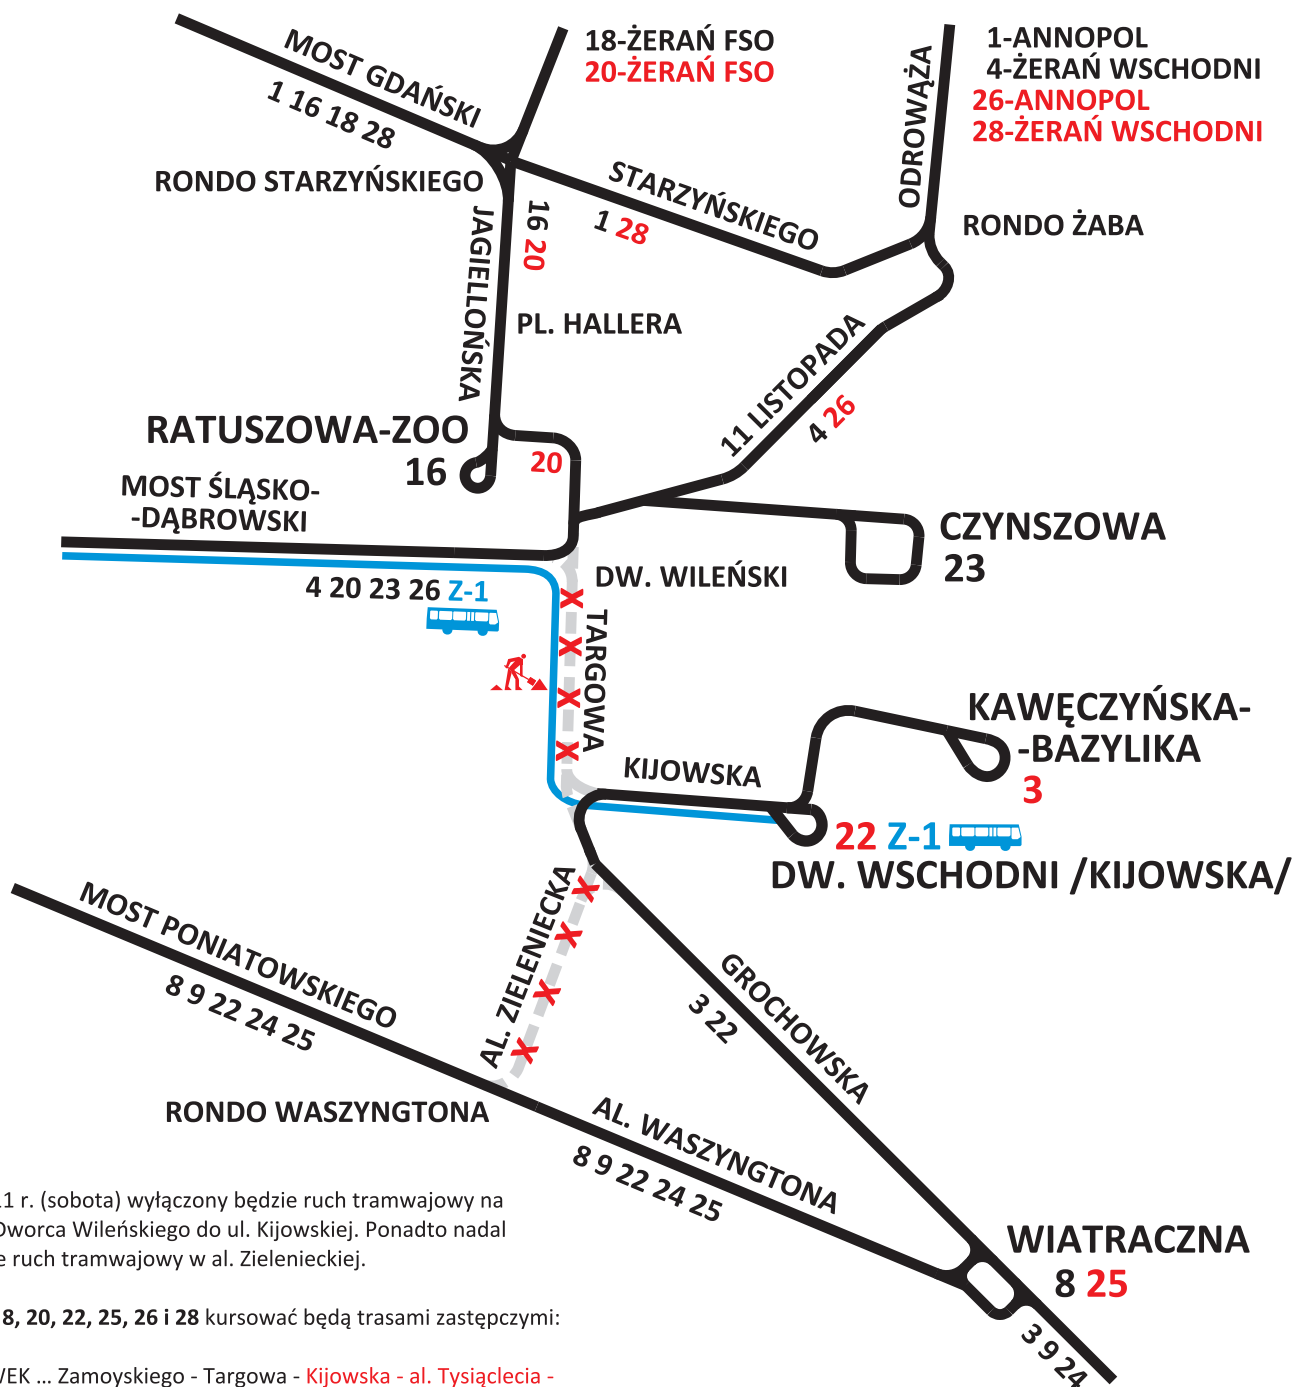 18-ŻERAŃ FSO
20-ŻERAŃ FSO
1-ANNOPOL
4-ŻERAŃ WSCHODNI
26-ANNOPOL
28-ŻERAŃ WSCHODNI
MOST GDAŃSKI
1 16 18 28
RONDO STARZYŃSKIEGO
STARZYŃSKIEGO
1 28
ODROWĄŻA
RONDO ŻABA
JAGIELLOŃSKA
16 20
PL. HALLERA
11 LISTOPADA
4 26
RATUSZOWA-ZOO
16
20
MOST ŚLĄSKO-
-DĄBROWSKI
4 20 23 26 Z-1
CZYNSZOWA
23
DW. WILEŃSKI
TARGOWA
KAWĘCZYŃSKA-
-BAZYLIKA
3
KIJOWSKA
22 Z-1
DW. WSCHODNI /KIJOWSKA/
AL. ZIELENIECKA
MOST PONIATOWSKIEGO
8 9 22 24 25
GROCHOWSKA
3 22
RONDO WASZYNGTONA
AL. WASZYNGTONA
8 9 22 24 25
WIATRACZNA
8 25
3 9 24
11 r. (sobota) wyłączony będzie ruch tramwajowy na
Dworca Wileńskiego do ul. Kijowskiej. Ponadto nadal
e ruch tramwajowy w al. Zielenieckiej.
8, 20, 22, 25, 26 i 28 kursować będą trasami zastępczymi:
WEK ... Zamoyskiego - Targowa - Kijowska - al. Tysiąclecia -